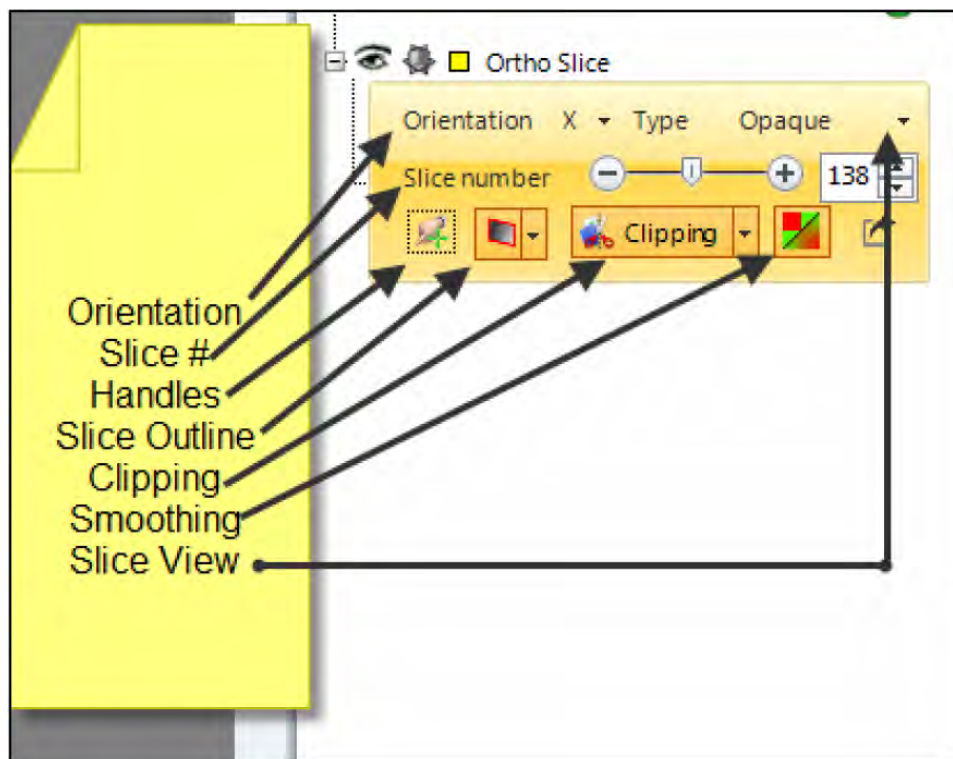 Ortho Slice
Orientation X Type Opaque
Slice number 138
Clipping
Orientation
Slice #
Handles
Slice Outline
Clipping
Smoothing
Slice View